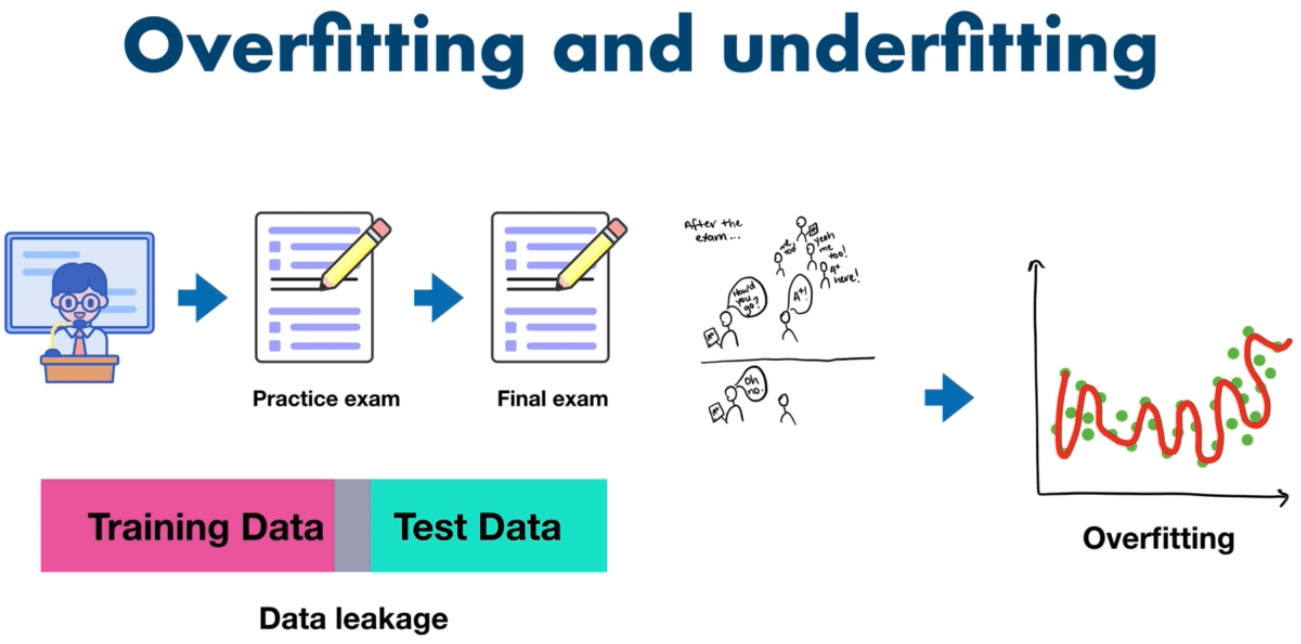 Overfitting and underfitting
After the
exam...
me
too!
yeah
me
too!
A+
here!
How'd
you
go?
A+!
Oh
no.
Practice exam
Final exam
Training Data
Test Data
Data leakage
Overfitting